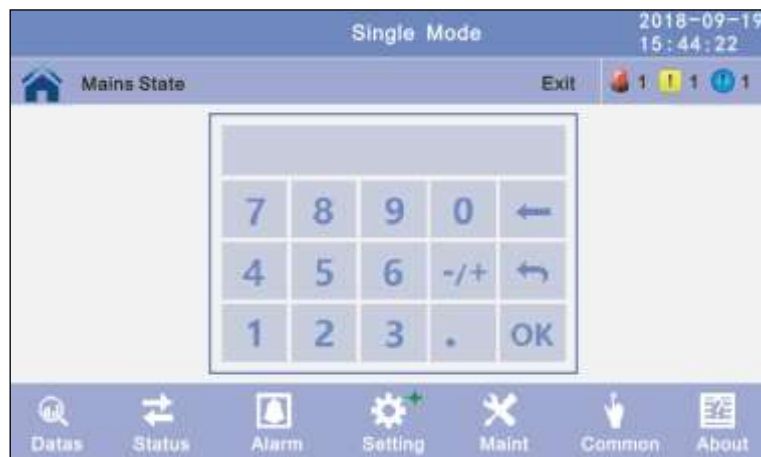 Single Mode
2018-09-19
15:44:22
Mains State
Exit
1
1
1
7 8 9 0
4 5 6 -/+
1 2 3 . OK
Datas Status Alarm Setting Maint Common About